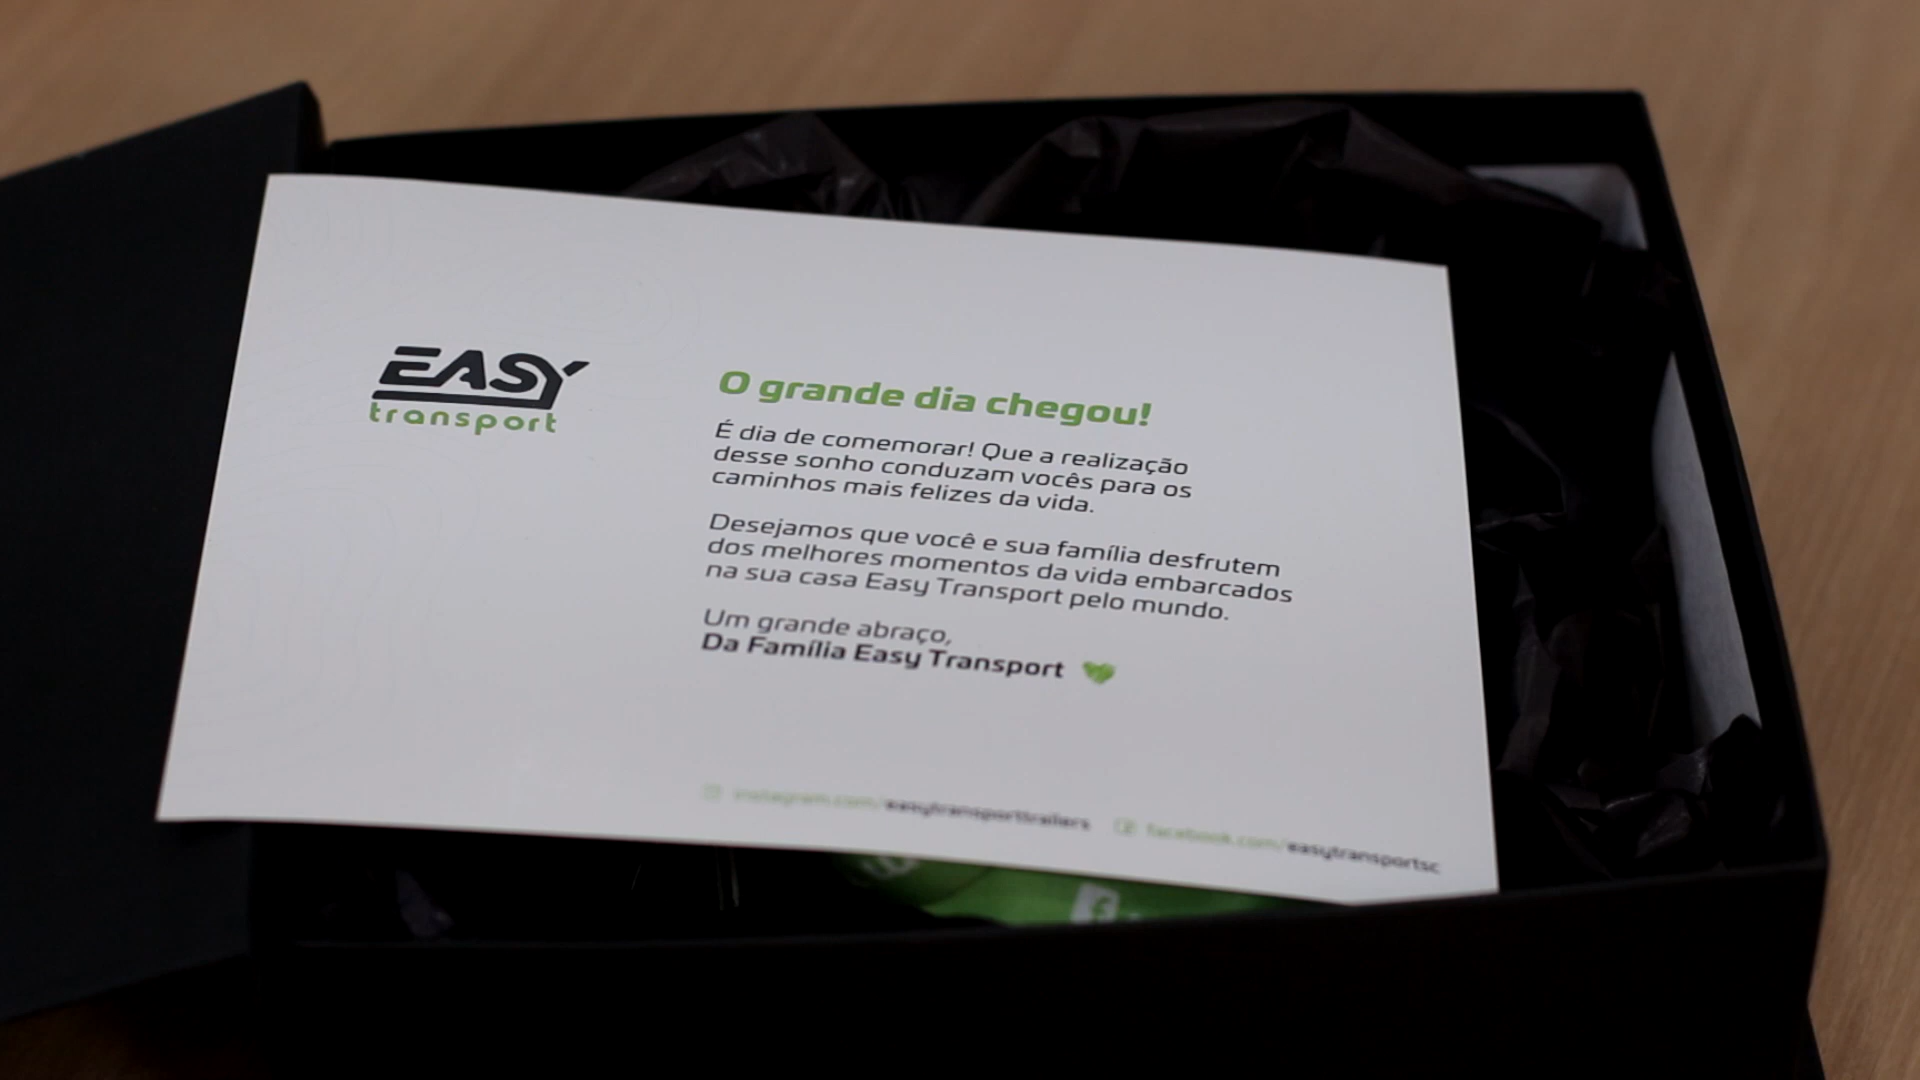 EASY
transport
O grande dia chegou!
É dia de comemorar! Que a realização
desse sonho conduzam vocês para os
caminhos mais felizes da vida.
Desejamos que você e sua família desfrutem
dos melhores momentos da vida embarcados
na sua casa Easy Transport pelo mundo.
Um grande abraço,
Da Família Easy Transport
instagram.com/easytransporttrailers
facebook.com/easytransportsc